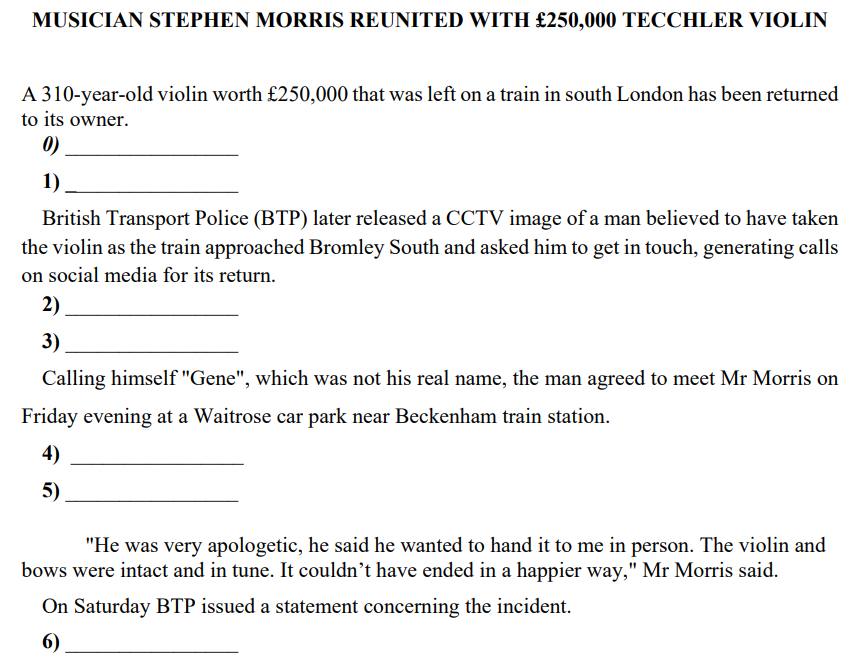 MUSICIAN STEPHEN MORRIS REUNITED WITH £250,000 TECCHLER VIOLIN
A 310-year-old violin worth £250,000 that was left on a train in south London has been returned
to its owner.
0) ________________
1) ________________
British Transport Police (BTP) later released a CCTV image of a man believed to have taken
the violin as the train approached Bromley South and asked him to get in touch, generating calls
on social media for its return.
2) ________________
3) ________________
Calling himself "Gene", which was not his real name, the man agreed to meet Mr Morris on
Friday evening at a Waitrose car park near Beckenham train station.
4) ________________
5) ________________
"He was very apologetic, he said he wanted to hand it to me in person. The violin and
bows were intact and in tune. It couldn’t have ended in a happier way," Mr Morris said.
On Saturday BTP issued a statement concerning the incident.
6) ________________